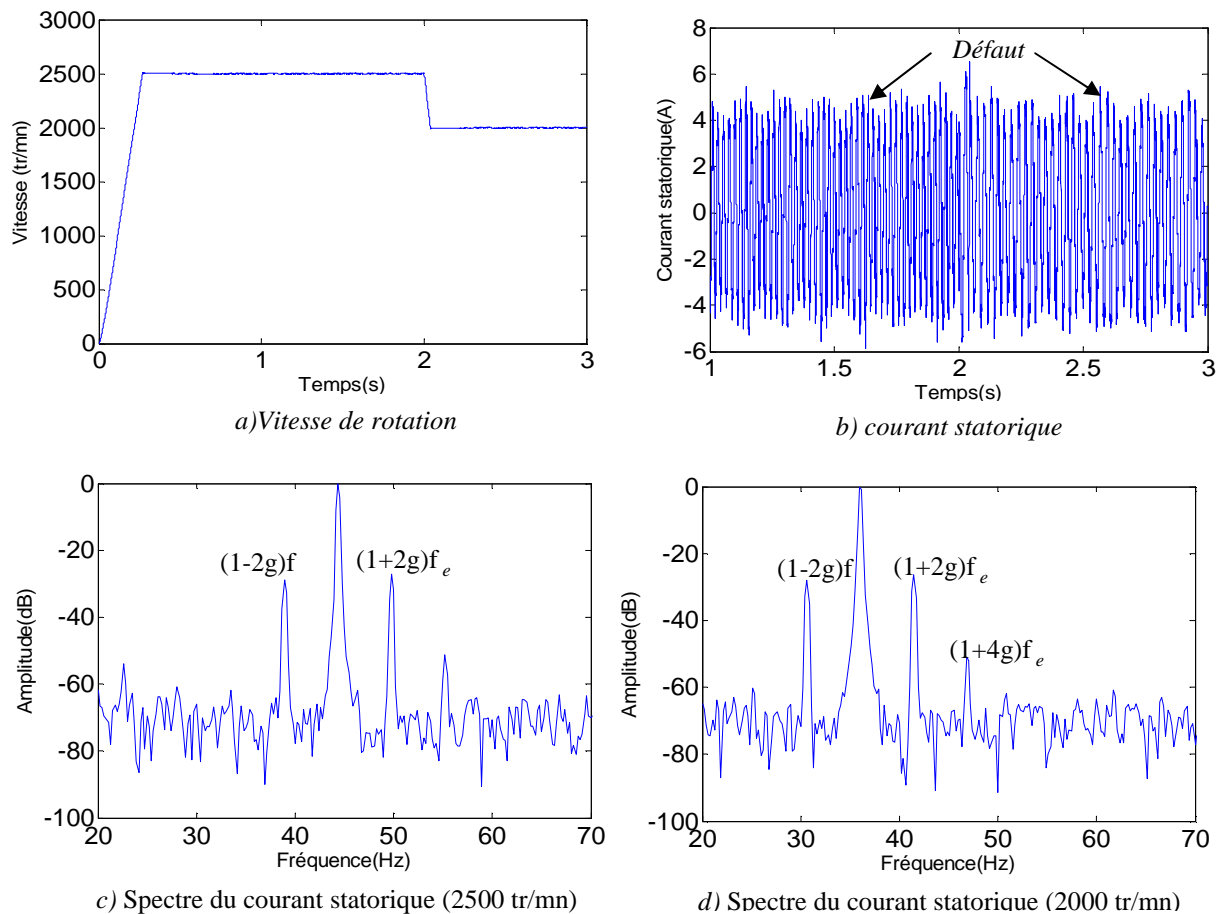 3000
2500
2000
1500
1000
500
0
Vitesse (tr/mn)
0 1 2 3
Temps(s)
a)Vitesse de rotation
8
6
4
2
0
-2
-4
-6
Courant statorique(A)
Défaut
1 1.5 2 2.5 3
Temps(s)
b) courant statorique
0
-20
-40
-60
-80
-100
Amplitude(dB)
(1-2g)f
(1+2g)f e
20 30 40 50 60 70
Fréquence(Hz)
c) Spectre du courant statorique (2500 tr/mn)
0
-20
-40
-60
-80
-100
Amplitude(dB)
(1-2g)f
(1+2g)f e
(1+4g)f e
20 30 40 50 60 70
Fréquence(Hz)
d) Spectre du courant statorique (2000 tr/mn)